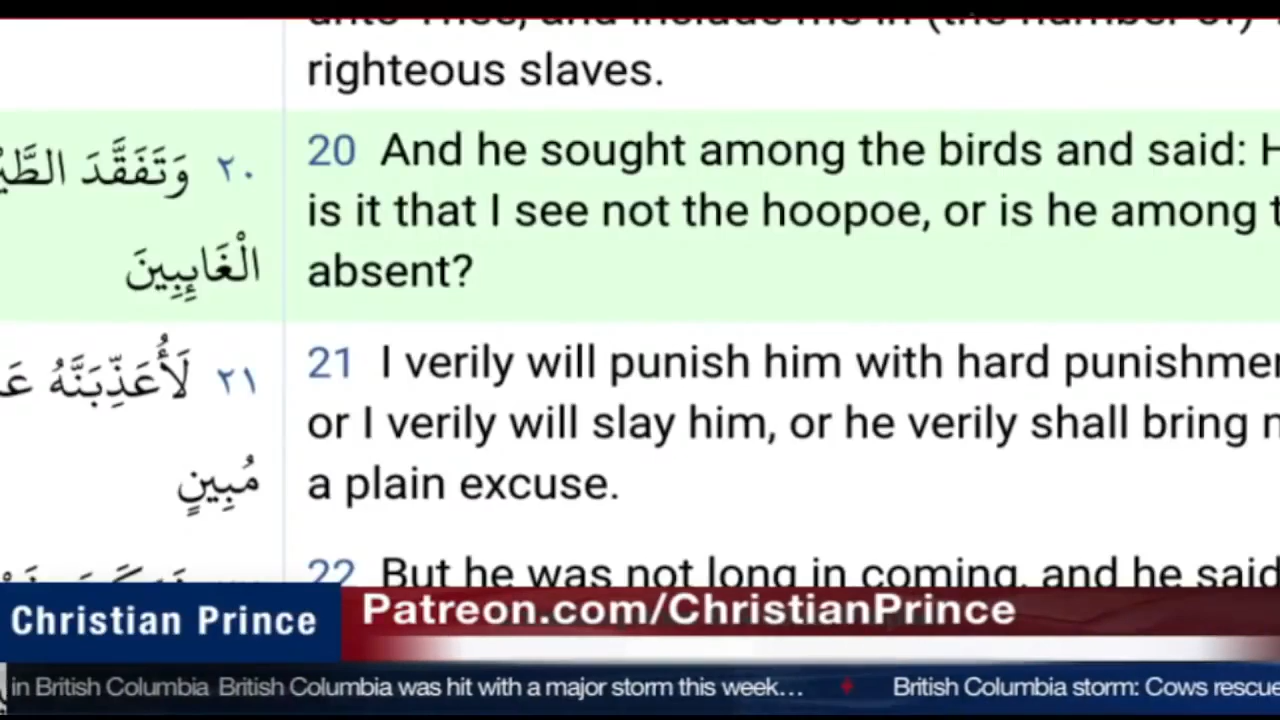 righteous slaves.
٢٠ وَتَفَقَّدَ
الْغَايِٕبِينَ
20 And he sought among the birds and said:
is it that I see not the hoopoe, or is he among
absent?
٢١ لَأُعَذِّبَنَّهُ
مُبِينٍ
21 I verily will punish him with hard
or I verily will slay him, or he verily shall bring
a plain excuse.
22 But he was not long in coming, and he said
Christian Prince
Patreon.com/ChristianPrince
in British Columbia British Columbia was hit with a major storm this week... British Columbia storm: Cows